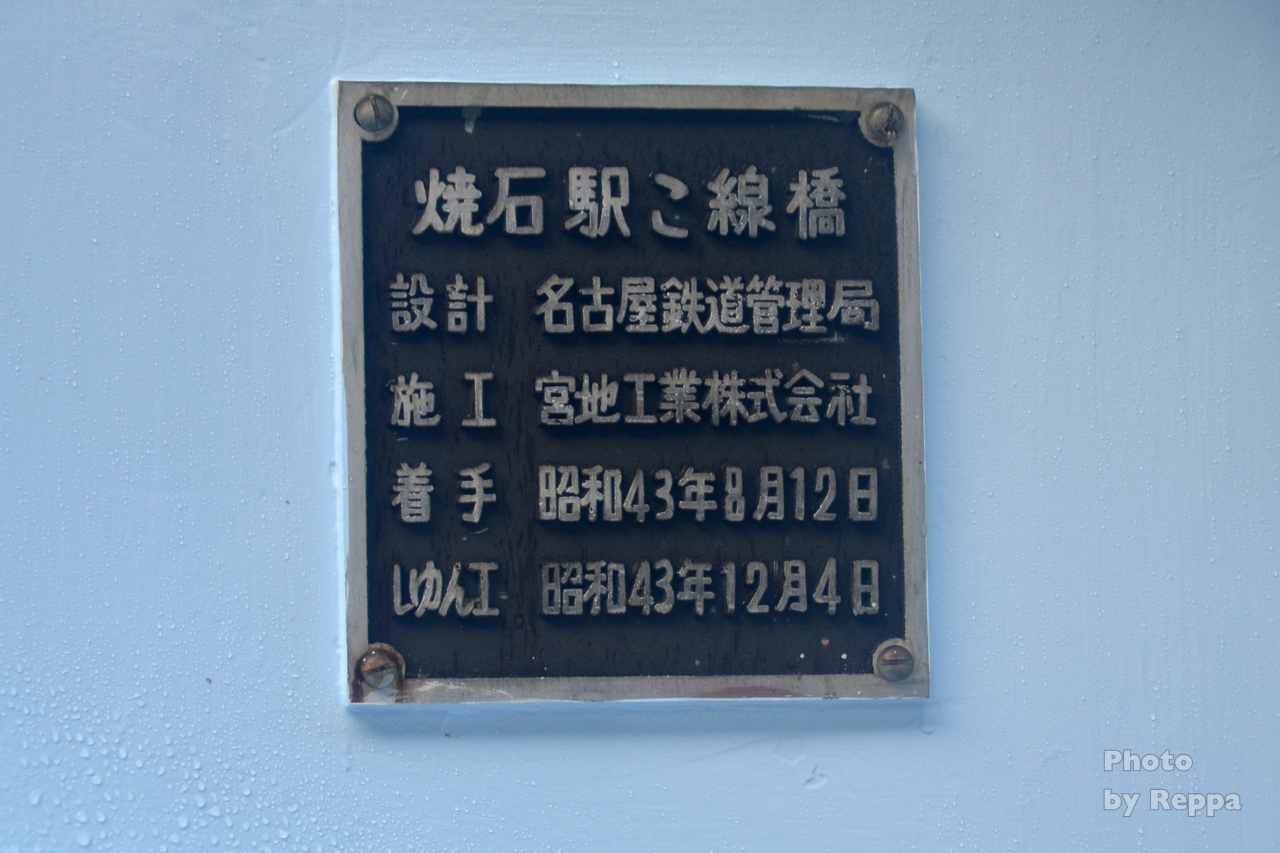 焼石駅こ線橋
設計 名古屋鉄道管理局
施工 宮地工業株式会社
着手 昭和43年8月12日
しゆん工 昭和43年12月4日
Photo
by Reppa